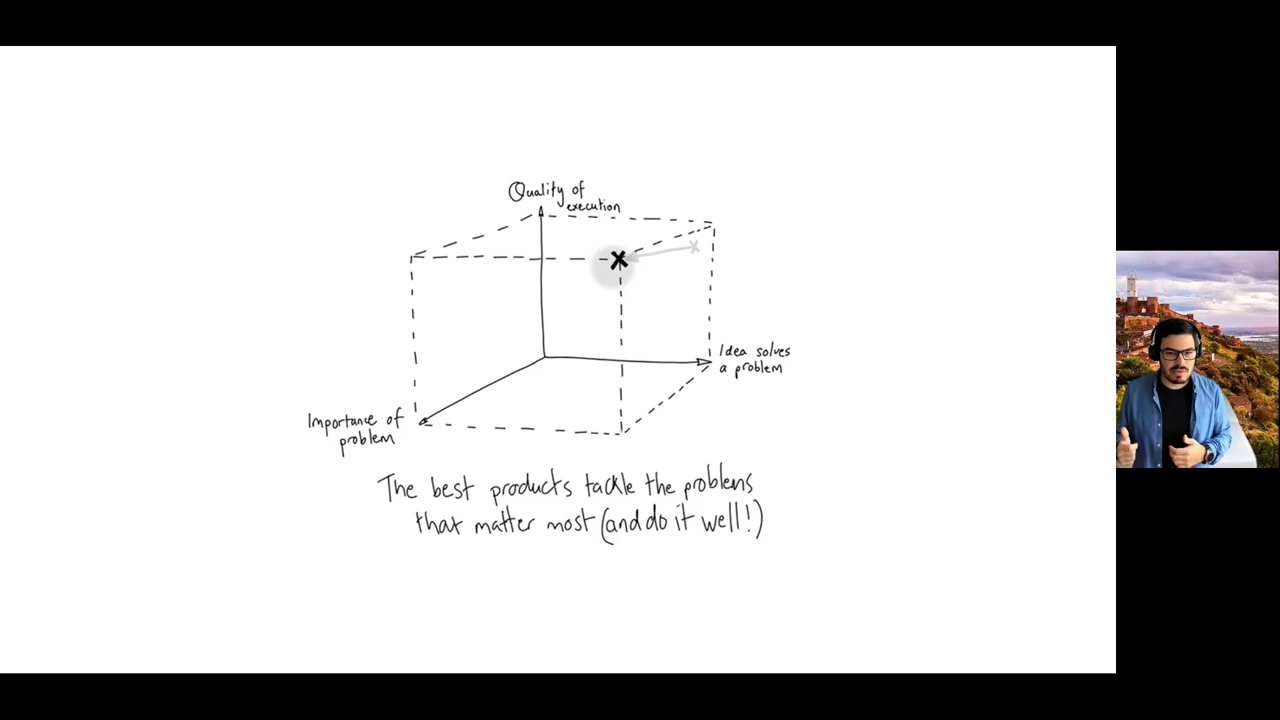 Quality of
execution
Idea solves
a problem
Importance of
problem
The best products tackle the problems
that matter most (and do it well!)